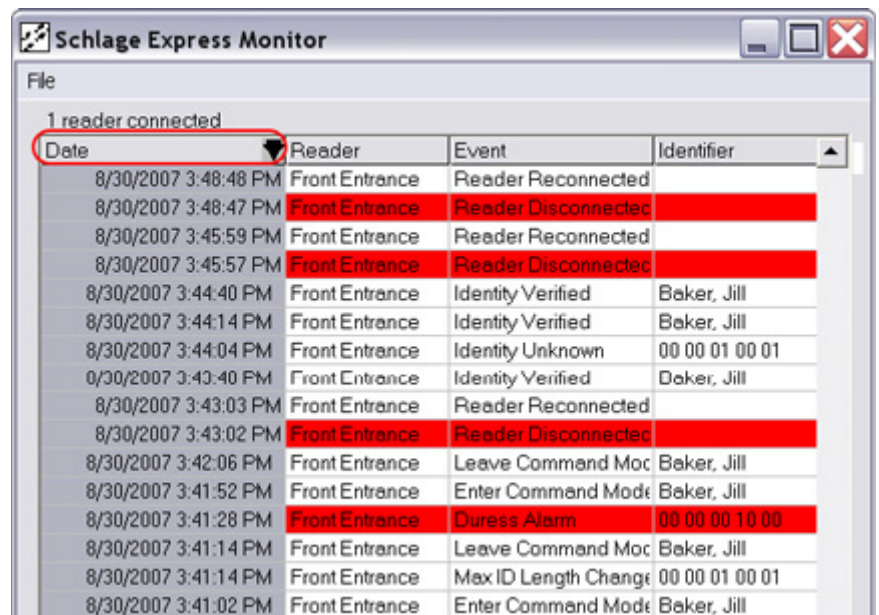 Schlage Express Monitor
File
1 reader connected
Date Reader Event Identifier
8/30/2007 3:48:48 PM Front Entrance Reader Reconnected
8/30/2007 3:48:47 PM Front Entrance Reader Disconnectec
8/30/2007 3:45:59 PM Front Entrance Reader Reconnected
8/30/2007 3:45:57 PM Front Entrance Reader Disconnectec
8/30/2007 3:44:40 PM Front Entrance Identity Verified Baker, Jill
8/30/2007 3:44:14 PM Front Entrance Identity Verified Baker, Jill
8/30/2007 3:44:04 PM Front Entrance Identity Unknown 00 00 01 00 01
8/30/2007 3:43:40 PM Front Entrance Identity Verified Baker, Jill
8/30/2007 3:43:03 PM Front Entrance Reader Reconnected
8/30/2007 3:43:02 PM Front Entrance Reader Disconnectec
8/30/2007 3:42:06 PM Front Entrance Leave Command Moc Baker, Jill
8/30/2007 3:41:52 PM Front Entrance Enter Command Mode Baker, Jill
8/30/2007 3:41:28 PM Front Entrance Duress Alarm 00 00 00 10 00
8/30/2007 3:41:14 PM Front Entrance Leave Command Moc Baker, Jill
8/30/2007 3:41:14 PM Front Entrance Max ID Length Change 00 00 01 00 01
8/30/2007 3:41:02 PM Front Entrance Enter Command Mode Baker, Jill